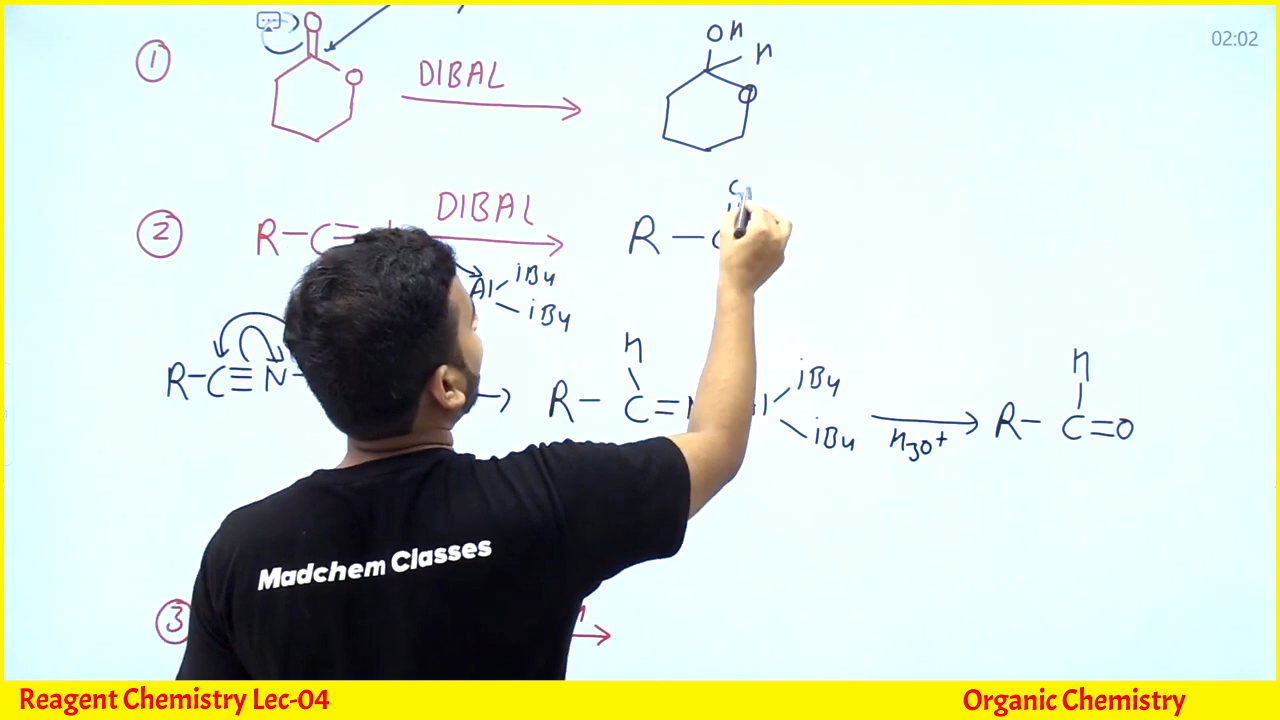 02:02
1
O
O
DIBAL
OH
H
O
2
R-C≡
DIBAL
R-C
Al
iBu
iBu
R-C≡N
H
R-C=N
Al
iBu
iBu
H3O+
H
R-C=O
Madchem Classes
3
Reagent Chemistry Lec-04
Organic Chemistry